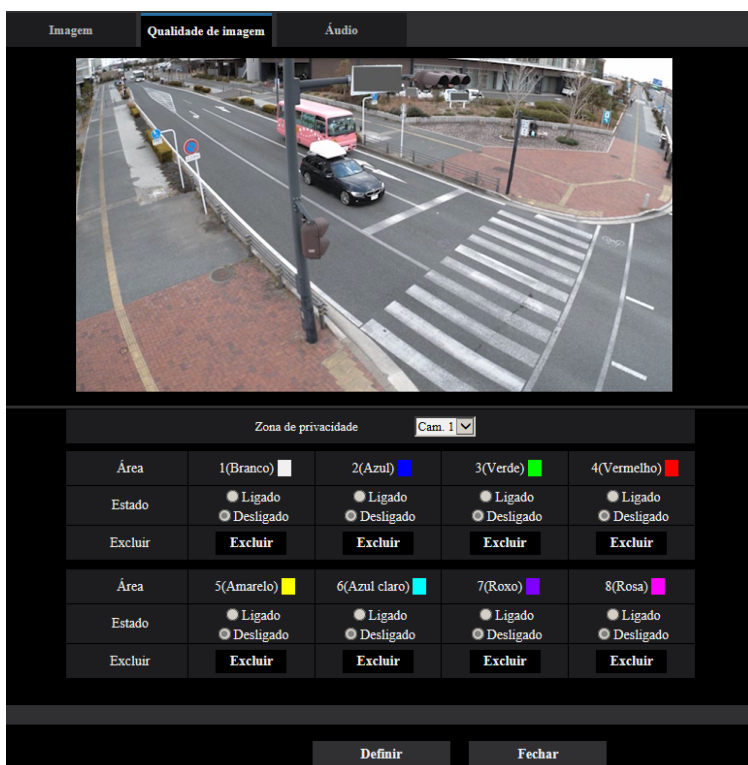 Imagem Qualidade de imagem Áudio
Zona de privacidade Cam. 1
Área 1(Branco) 2(Azul) 3(Verde) 4(Vermelho)
Estado Ligado Ligado Ligado Ligado
Desligado Desligado Desligado Desligado
Excluir Excluir Excluir Excluir Excluir
Área 5(Amarelo) 6(Azul claro) 7(Roxo) 8(Rosa)
Estado Ligado Ligado Ligado Ligado
Desligado Desligado Desligado Desligado
Excluir Excluir Excluir Excluir Excluir
Definir Fechar